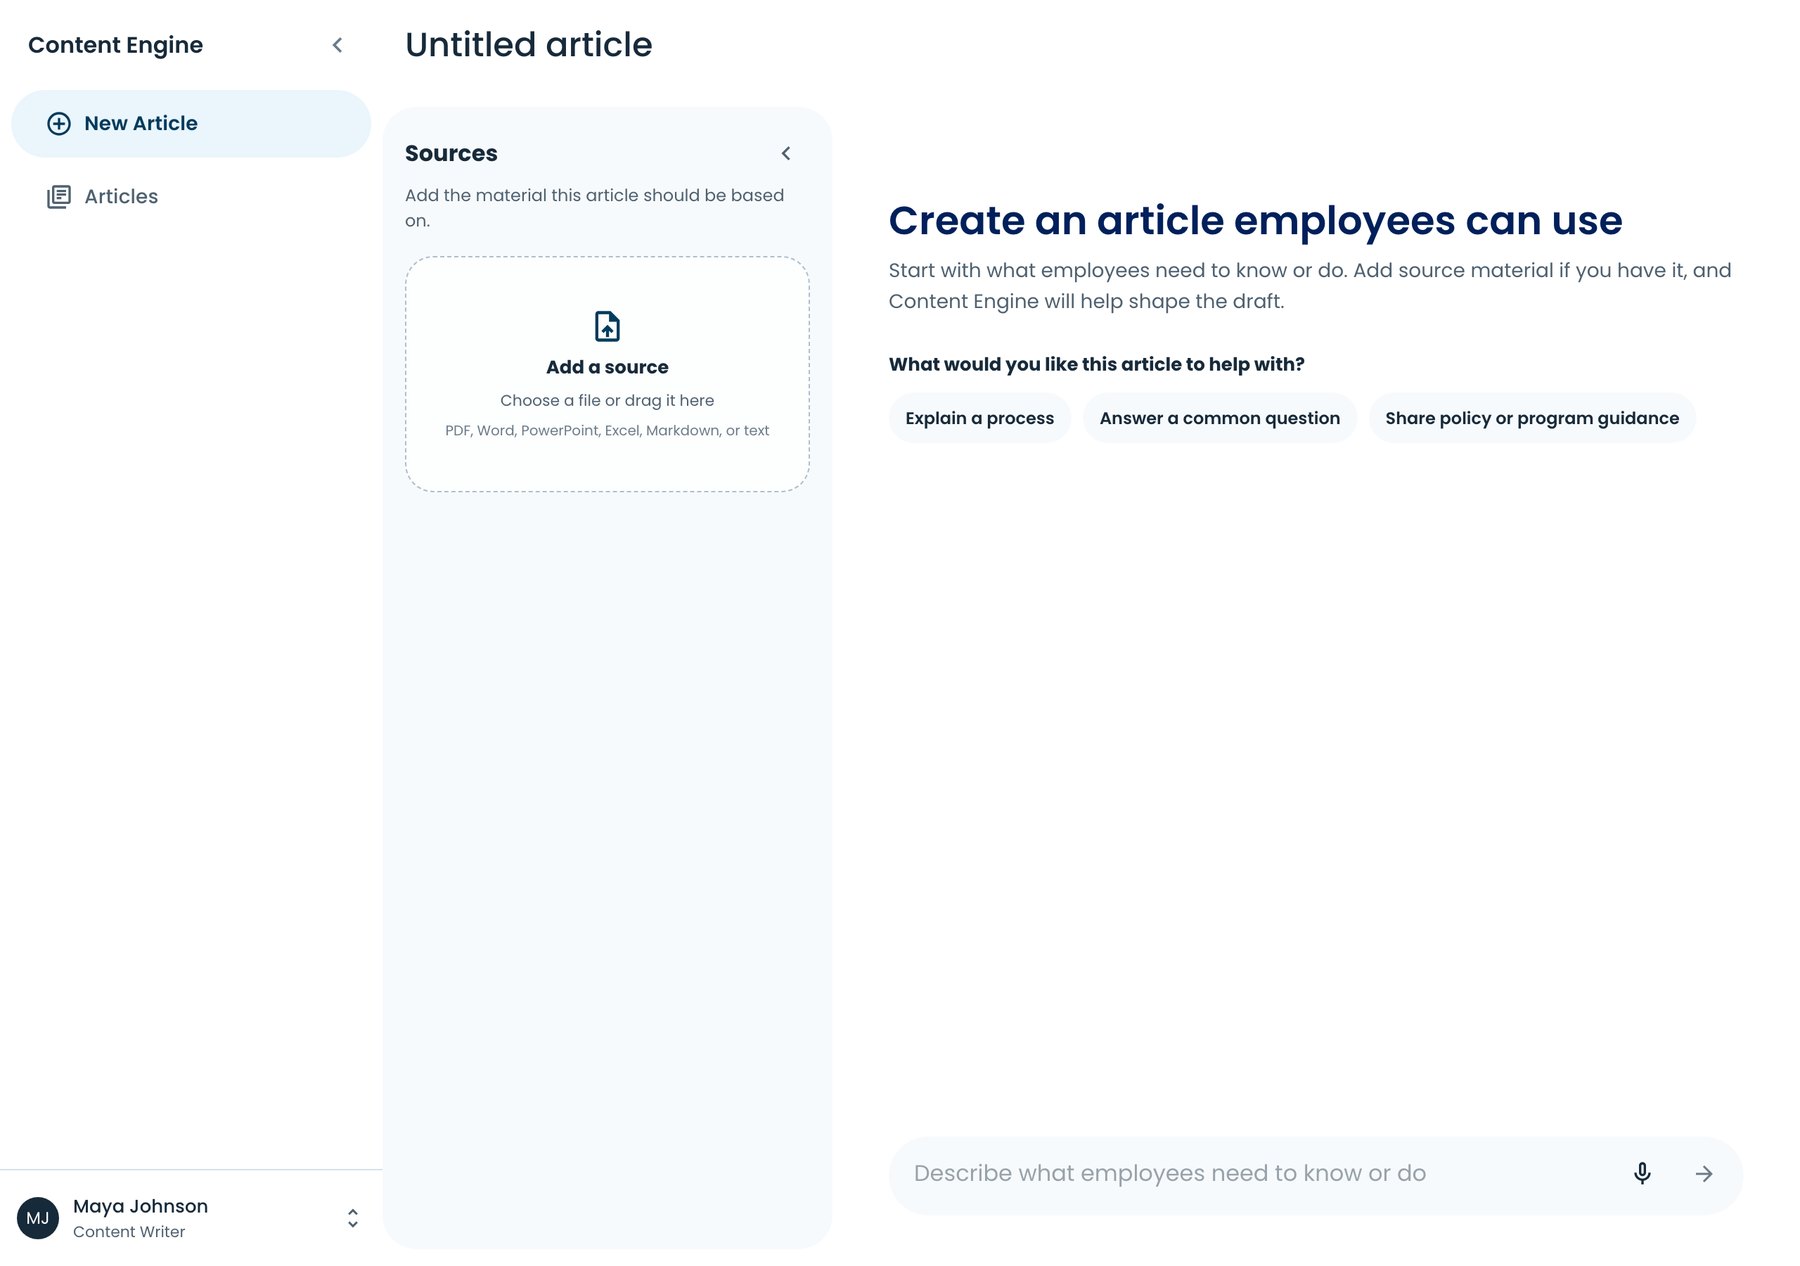 Content Engine
New Article
Articles
Untitled article
Sources
Add the material this article should be based
on.
Add a source
Choose a file or drag it here
PDF, Word, PowerPoint, Excel, Markdown, or text
Create an article employees can use
Start with what employees need to know or do. Add source material if you have it, and
Content Engine will help shape the draft.
What would you like this article to help with?
Explain a process
Answer a common question
Share policy or program guidance
Describe what employees need to know or do
MJ
Maya Johnson
Content Writer